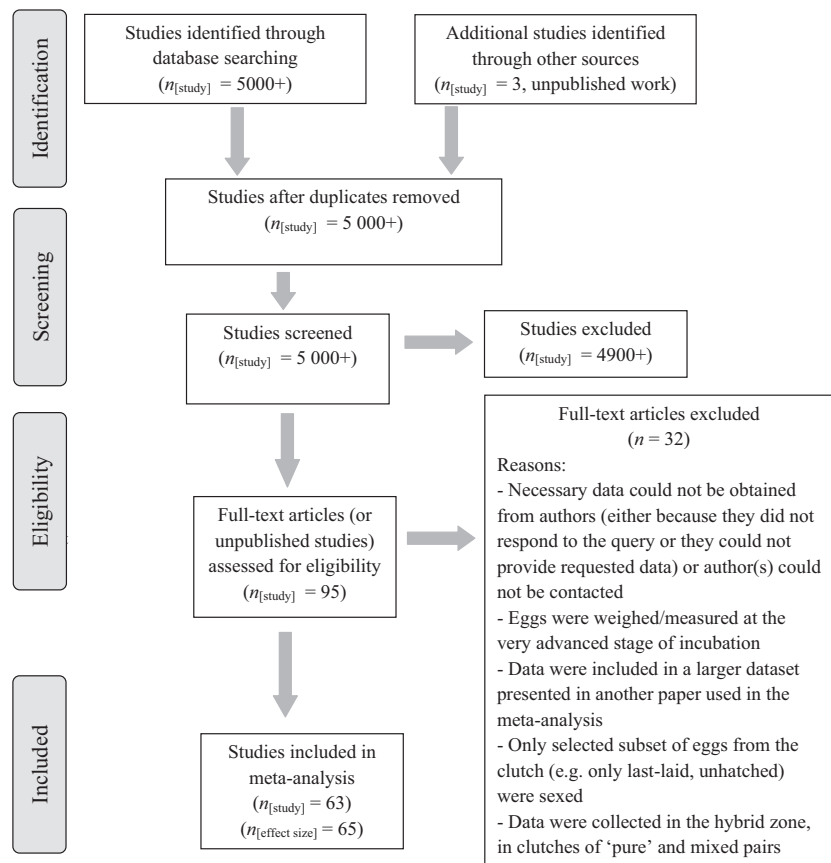 Identification
Studies identified through
database searching
(n[study] = 5000+)
Additional studies identified
through other sources
(n[study] = 3, unpublished work)
Studies after duplicates removed
(n[study] = 5 000+)
Screening
Studies screened
(n[study] = 5 000+)
Studies excluded
(n[study] = 4900+)
Eligibility
Full-text articles (or
unpublished studies)
assessed for eligibility
(n[study] = 95)
Full-text articles excluded
(n = 32)
Reasons:
- Necessary data could not be obtained
from authors (either because they did not
respond to the query or they could not
provide requested data) or author(s) could
not be contacted
- Eggs were weighed/measured at the
very advanced stage of incubation
- Data were included in a larger dataset
presented in another paper used in the
meta-analysis
- Only selected subset of eggs from the
clutch (e.g. only last-laid, unhatched)
were sexed
- Data were collected in the hybrid zone,
in clutches of ‘pure’ and mixed pairs
Included
Studies included in
meta-analysis
(n[study] = 63)
(n[effect size] = 65)